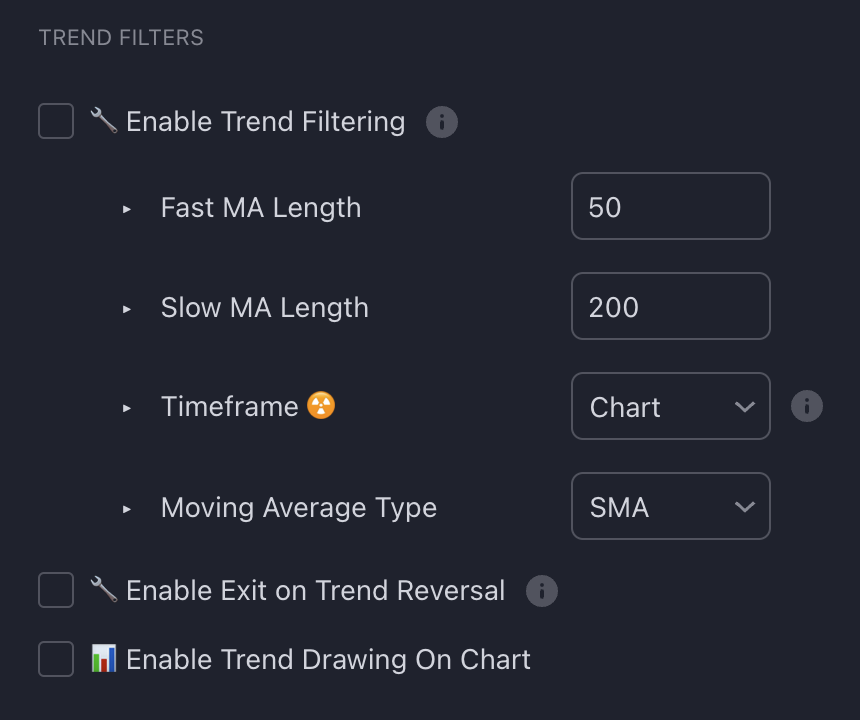 TREND FILTERS
🔧 Enable Trend Filtering
▸ Fast MA Length 50
▸ Slow MA Length 200
▸ Timeframe ☢️ Chart
▸ Moving Average Type SMA
🔧 Enable Exit on Trend Reversal
📊 Enable Trend Drawing On Chart